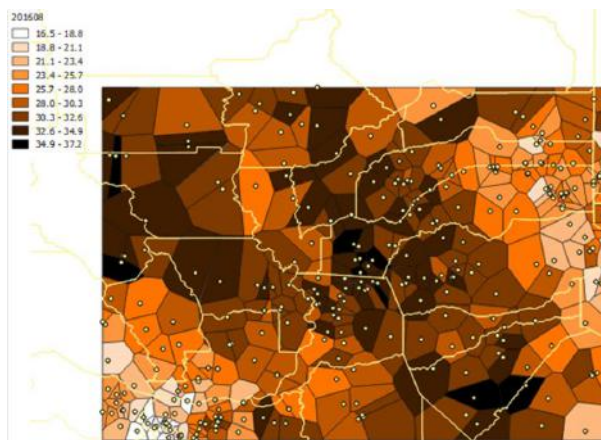 201608
16.5 - 18.8
18.8 - 21.1
21.1 - 23.4
23.4 - 25.7
25.7 - 28.0
28.0 - 30.3
30.3 - 32.6
32.6 - 34.9
34.9 - 37.2